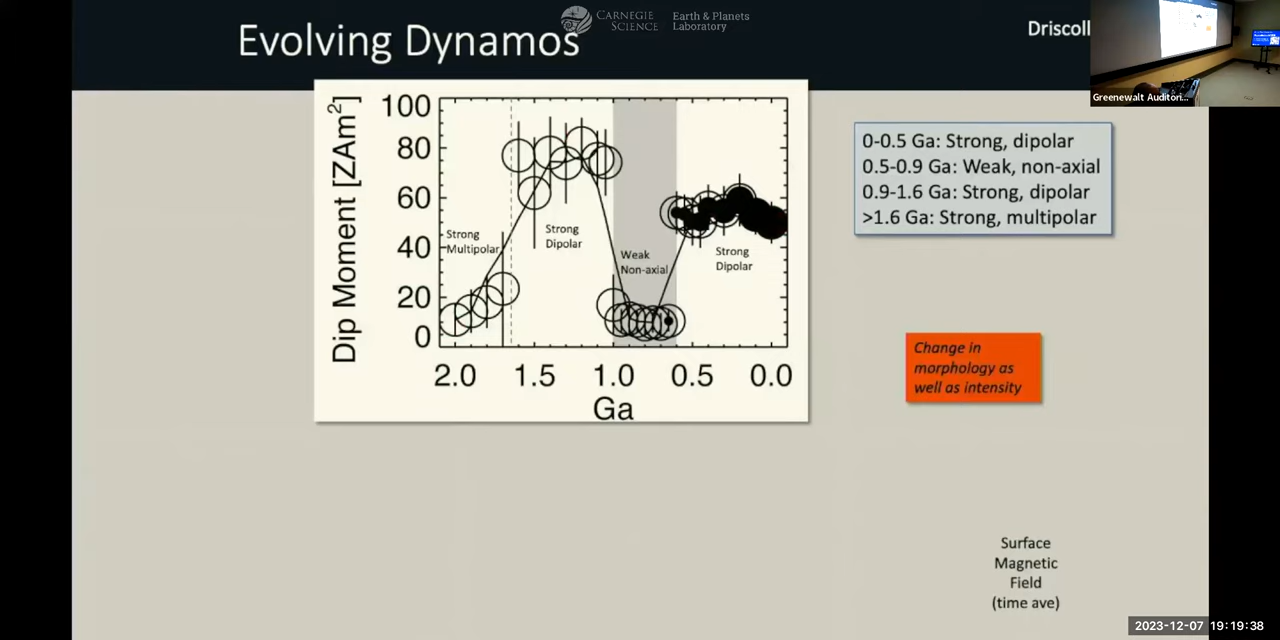 Evolving Dynamos
CARNEGIE
SCIENCE
Earth & Planets
Laboratory
Driscoll
Greenewalt Auditori...
Dip Moment [ZAm2]
100
80
60
40
20
0
Strong
Multipolar
Strong
Dipolar
Weak
Non-axial
Strong
Dipolar
2.0 1.5 1.0 0.5 0.0
Ga
0-0.5 Ga: Strong, dipolar
0.5-0.9 Ga: Weak, non-axial
0.9-1.6 Ga: Strong, dipolar
>1.6 Ga: Strong, multipolar
Change in
morphology as
well as intensity
Surface
Magnetic
Field
(time ave)
2023-12-07 19:19:38